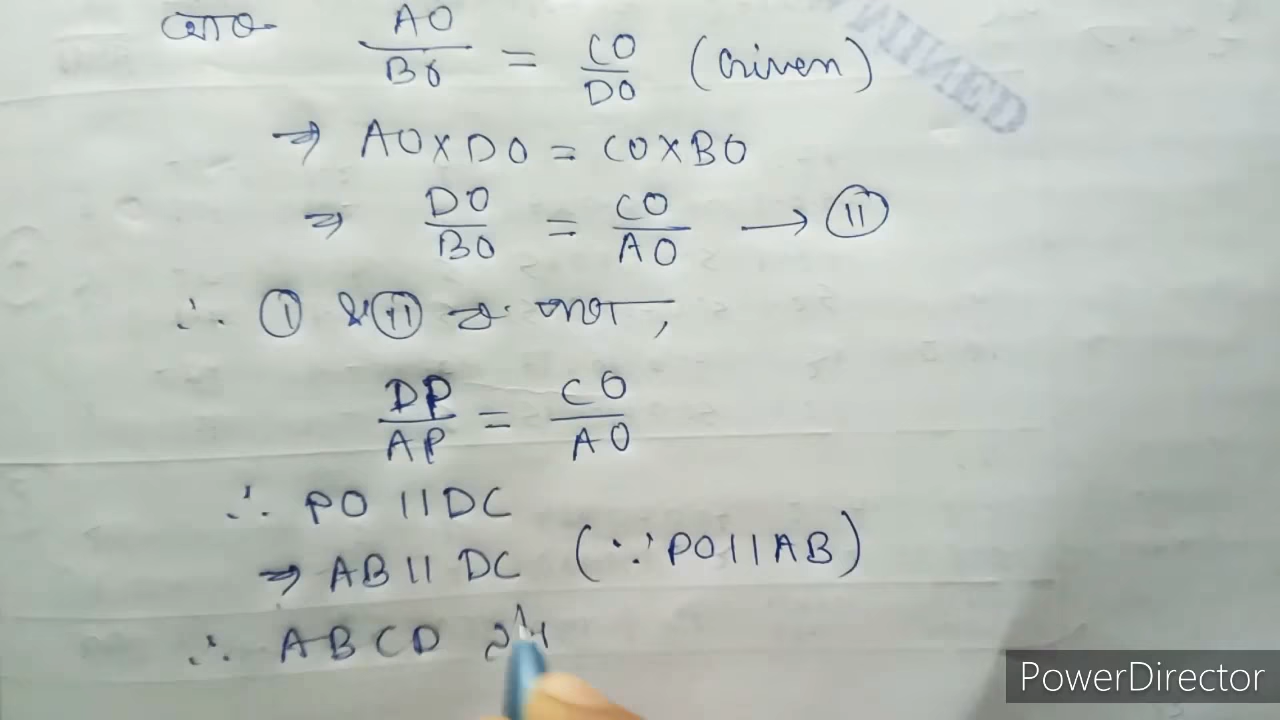 AO/BO = CO/DO (Given)
⇒ AO×DO = CO×BO
⇒ DO/BO = CO/AO → (II)
∴ (I) & (II) ৰ পৰা,
DP/AP = CO/AO
∴ PO || DC
⇒ AB || DC (∵ PO || AB)
∴ ABCD
PowerDirector